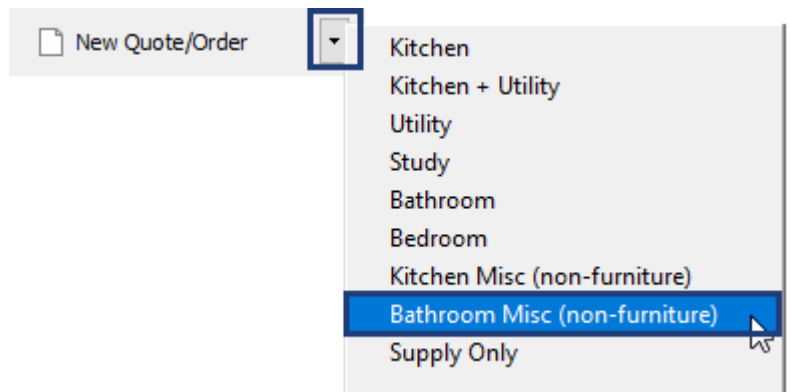 New Quote/Order
Kitchen
Kitchen + Utility
Utility
Study
Bathroom
Bedroom
Kitchen Misc (non-furniture)
Bathroom Misc (non-furniture)
Supply Only